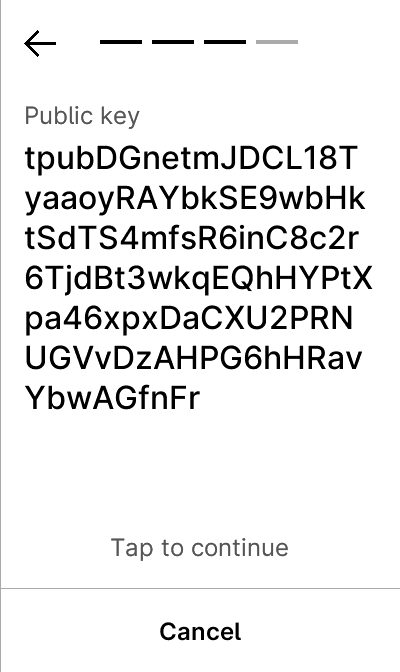 Public key
tpubDGnetmJDCL18T
yaaoyRAYbkSE9wbHk
tSdTS4mfsR6inC8c2r
6TjdBt3wkqEQhHYPtX
pa46xpxDaCXU2PRN
UGVvDzAHPG6hHRav
YbwAGfnFr
Tap to continue
Cancel